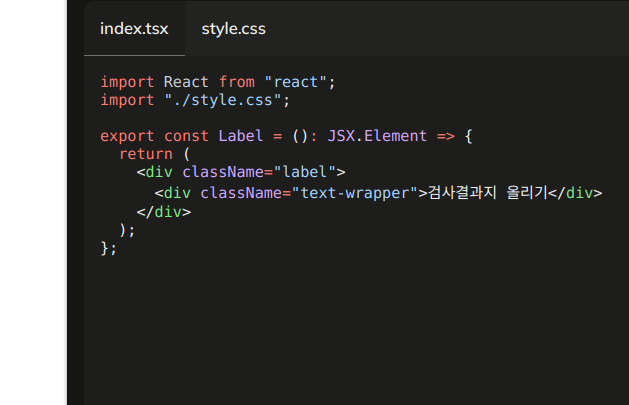 index.tsx style.css
import React from "react";
import "./style.css";
export const Label = (): JSX.Element => {
return (
<div className="label">
<div className="text-wrapper">검사결과지 올리기</div>
</div>
);
};